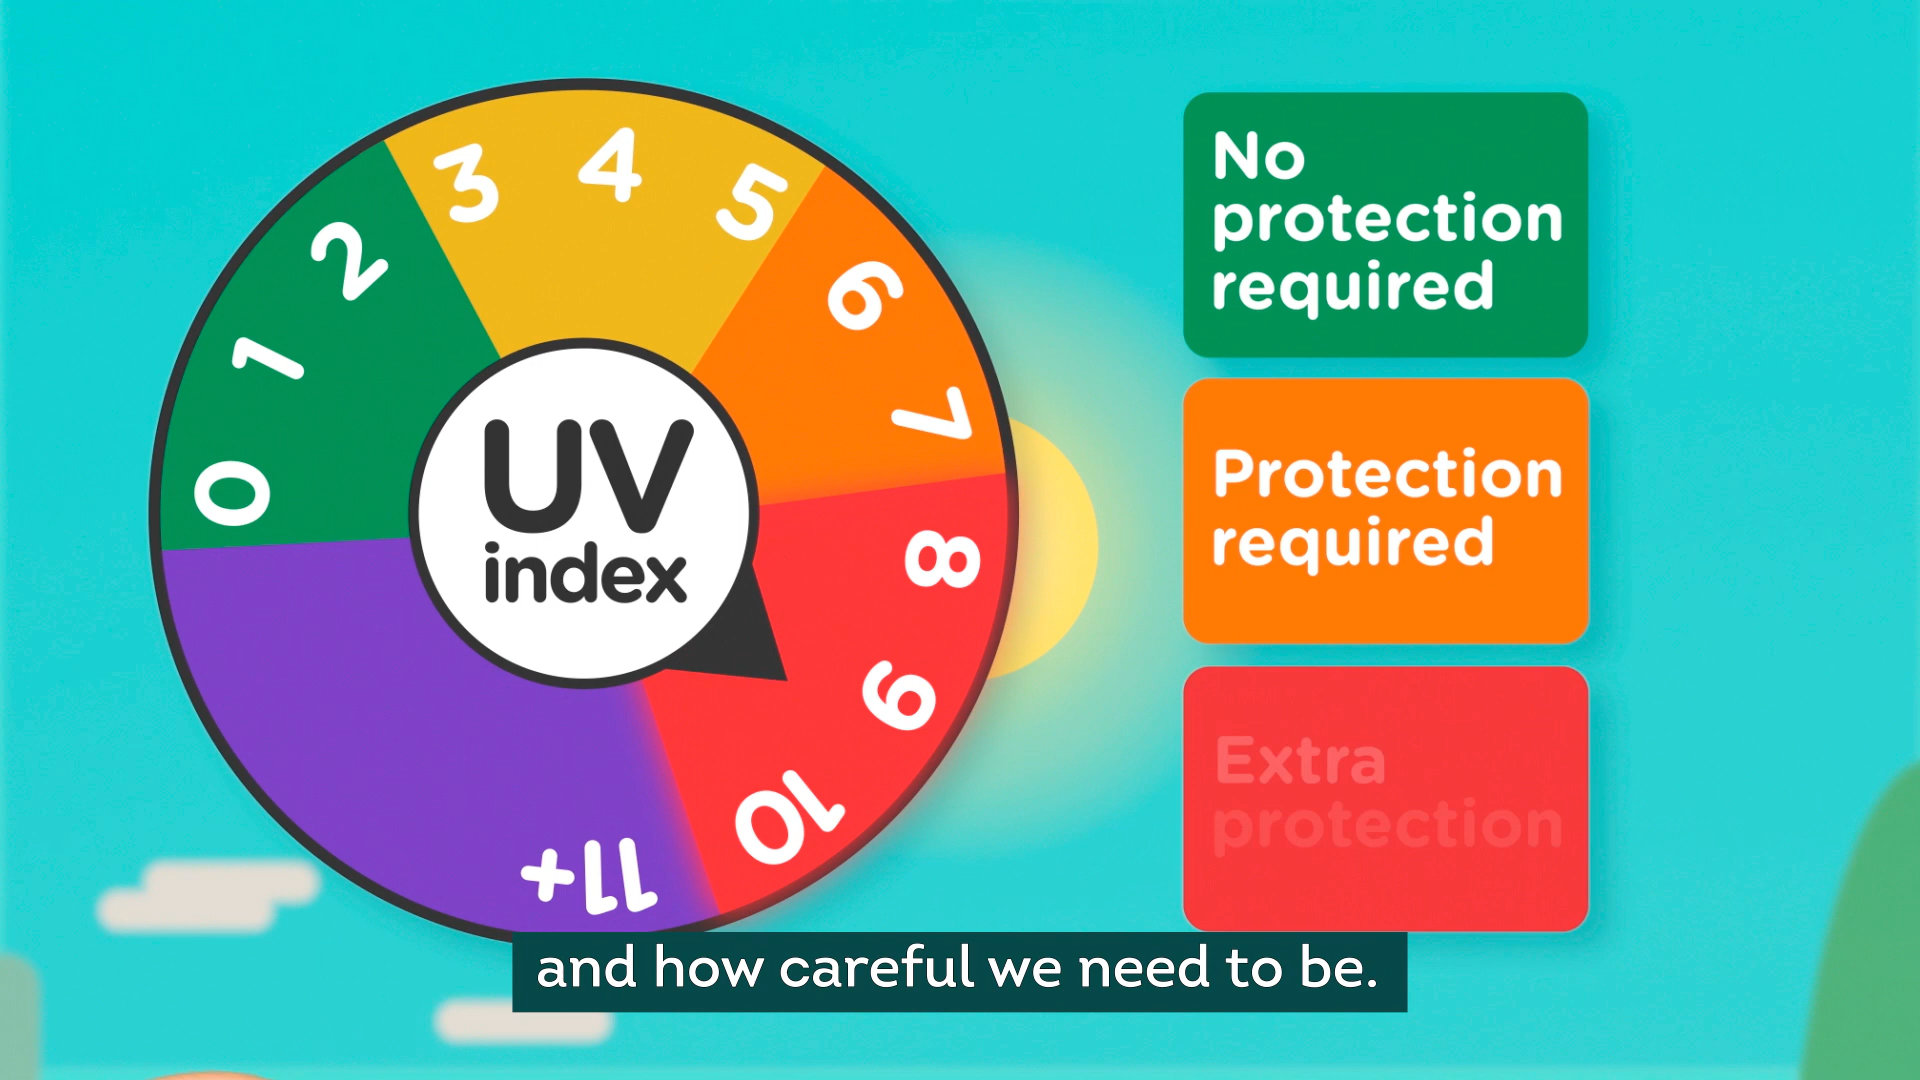 0
1
2
3
4
5
6
7
8
9
10
11+
UV
index
No
protection
required
Protection
required
Extra
protection
and how careful we need to be.